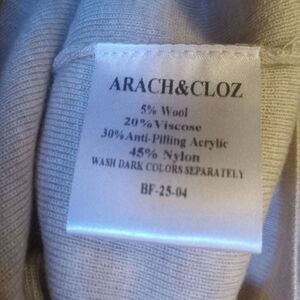 ARACH&CLOZ
5% Wool
20% Viscose
30% Anti-Pilling Acrylic
45% Nylon
WASH DARK COLORS SEPARATELY
BF-25-04